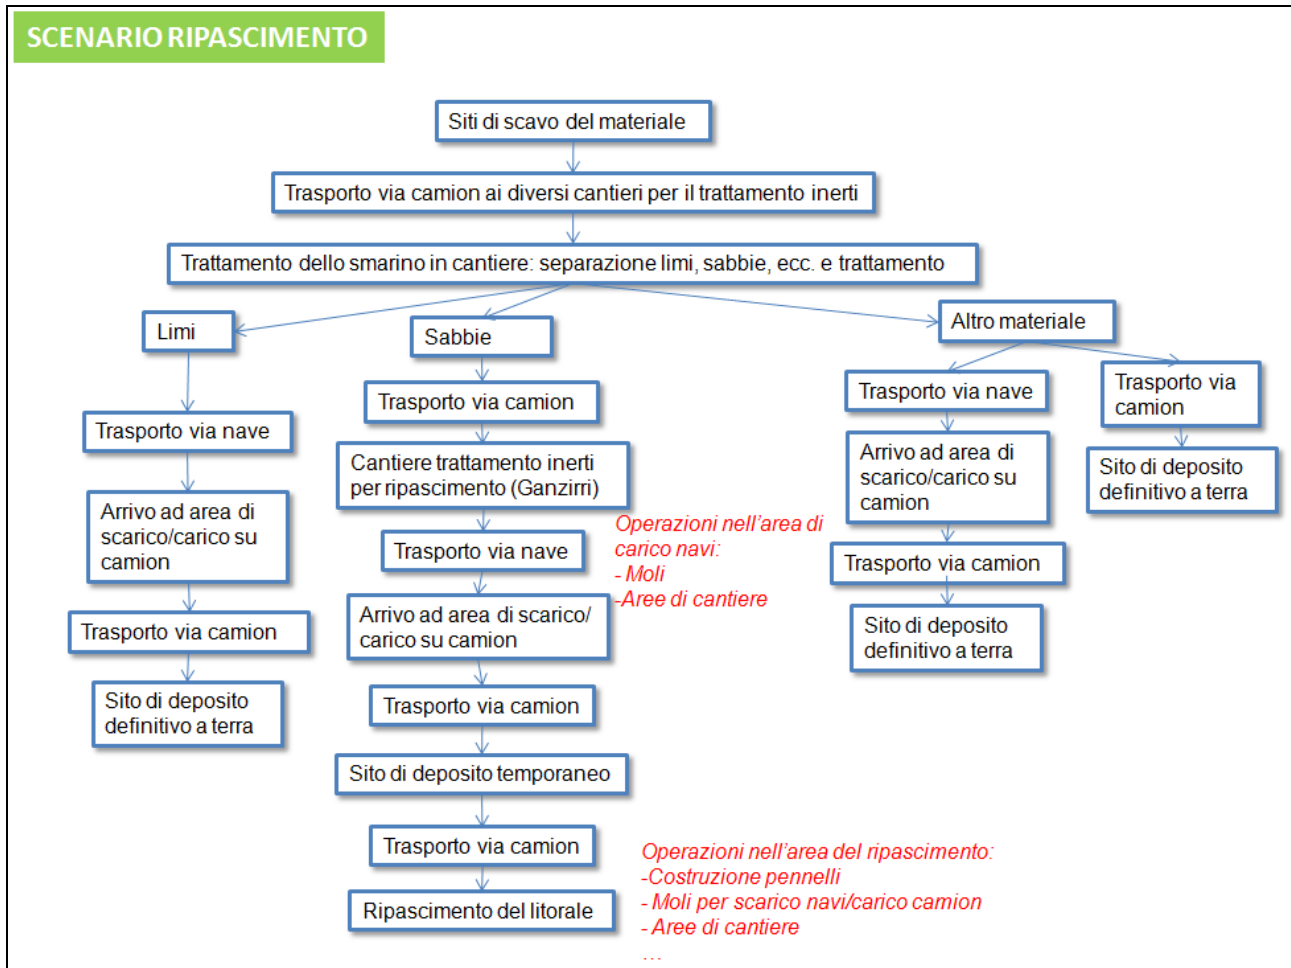 SCENARIO RIPASCIMENTO
Siti di scavo del materiale
Trasporto via camion ai diversi cantieri per il trattamento inerti
Trattamento dello smarino in cantiere: separazione limi, sabbie, ecc. e trattamento
Limi
Trasporto via nave
Arrivo ad area di
scarico/carico su
camion
Trasporto via camion
Sito di deposito
definitivo a terra
Sabbie
Trasporto via camion
Cantiere trattamento inerti
per ripascimento (Ganzirri)
Trasporto via nave
Arrivo ad area di scarico/
carico su camion
Trasporto via camion
Sito di deposito temporaneo
Trasporto via camion
Ripascimento del litorale
Operazioni nell'area di
carico navi:
- Moli
-Aree di cantiere
Operazioni nell'area del ripascimento:
-Costruzione pennelli
- Moli per scarico navi/carico camion
- Aree di cantiere
...
Altro materiale
Trasporto via nave
Arrivo ad area di
scarico/carico su
camion
Trasporto via camion
Sito di deposito
definitivo a terra
Trasporto via
camion
Sito di deposito
definitivo a terra